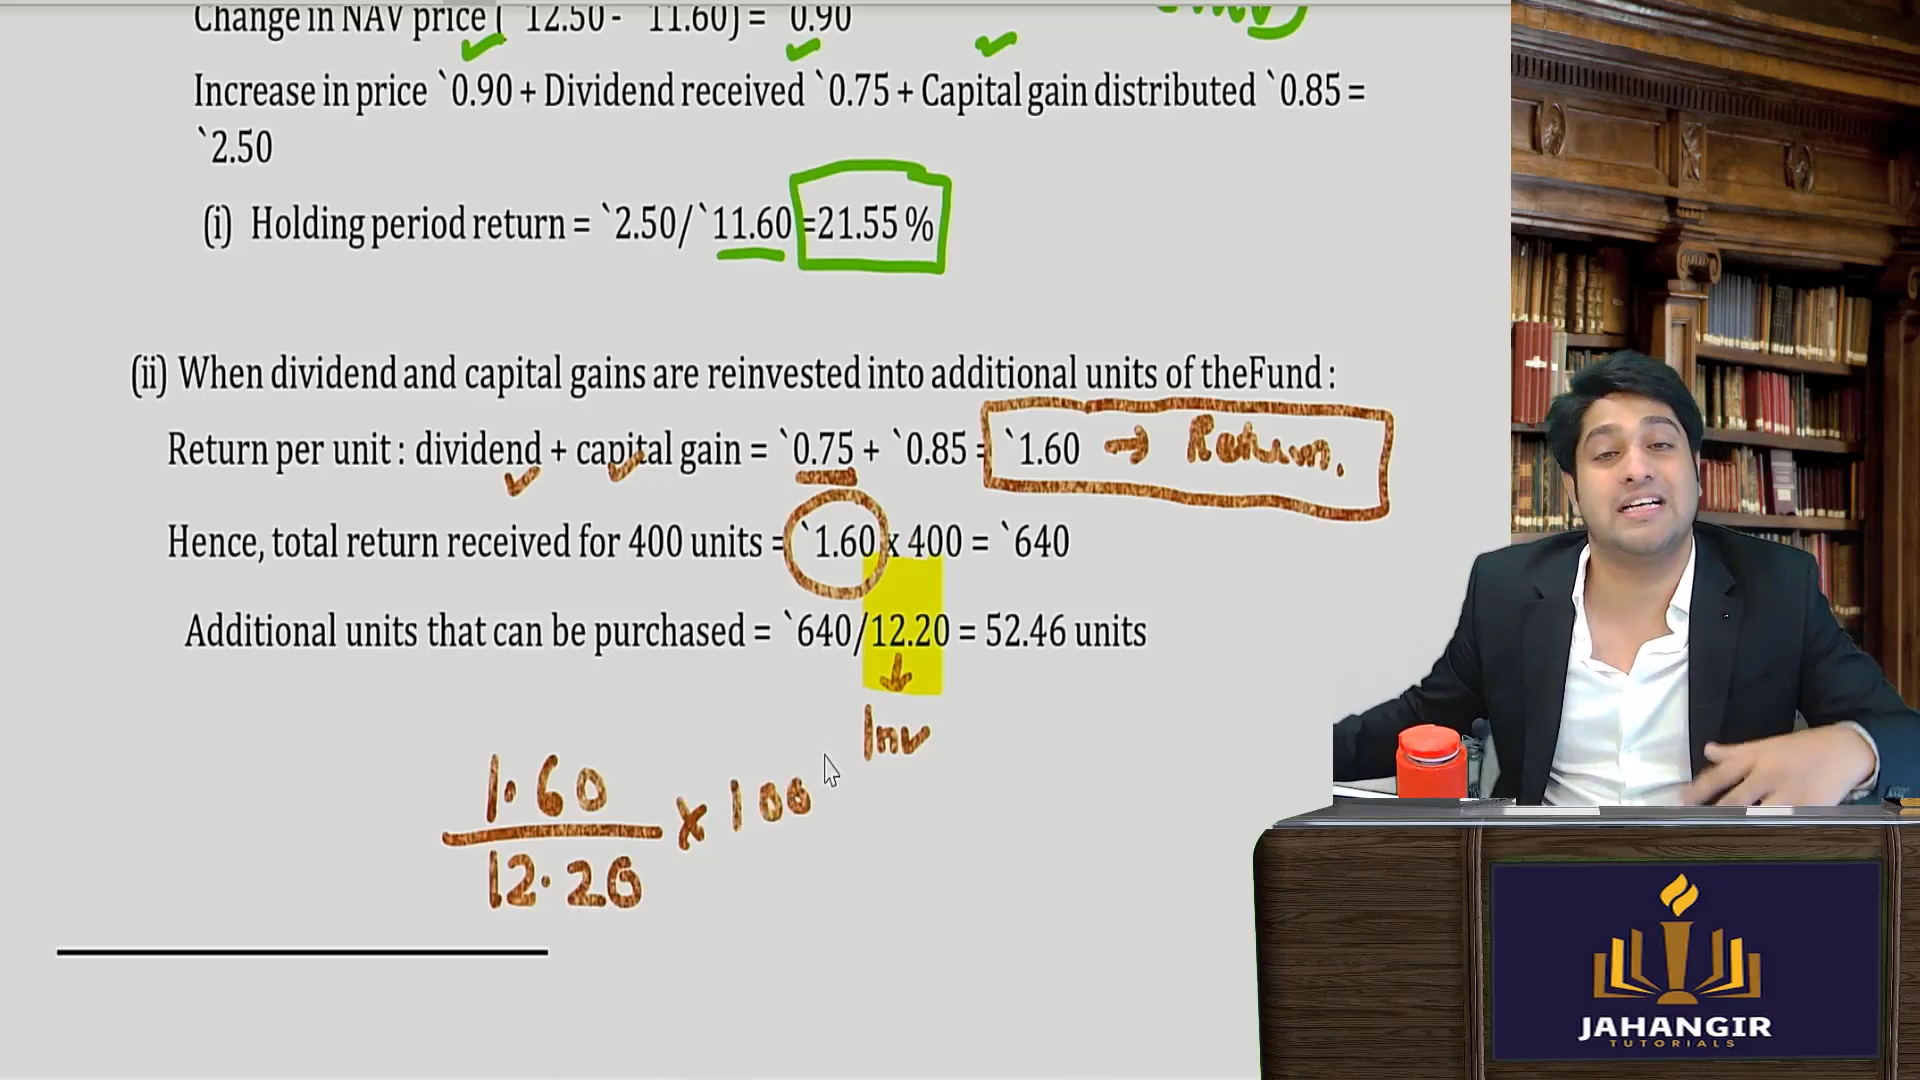 Change in NAV price (`12.50 - `11.60) = `0.90
Increase in price `0.90 + Dividend received `0.75 + Capital gain distributed `0.85 =
`2.50
(i) Holding period return = `2.50/`11.60 =21.55 %
(ii) When dividend and capital gains are reinvested into additional units of theFund :
Return per unit : dividend + capital gain = `0.75 + `0.85 = `1.60 → Return.
Hence, total return received for 400 units = `1.60 x 400 = `640
Additional units that can be purchased = `640/12.20 = 52.46 units
↓
Inv
1.60
12.20
x 100
JAHANGIR
TUTORIALS